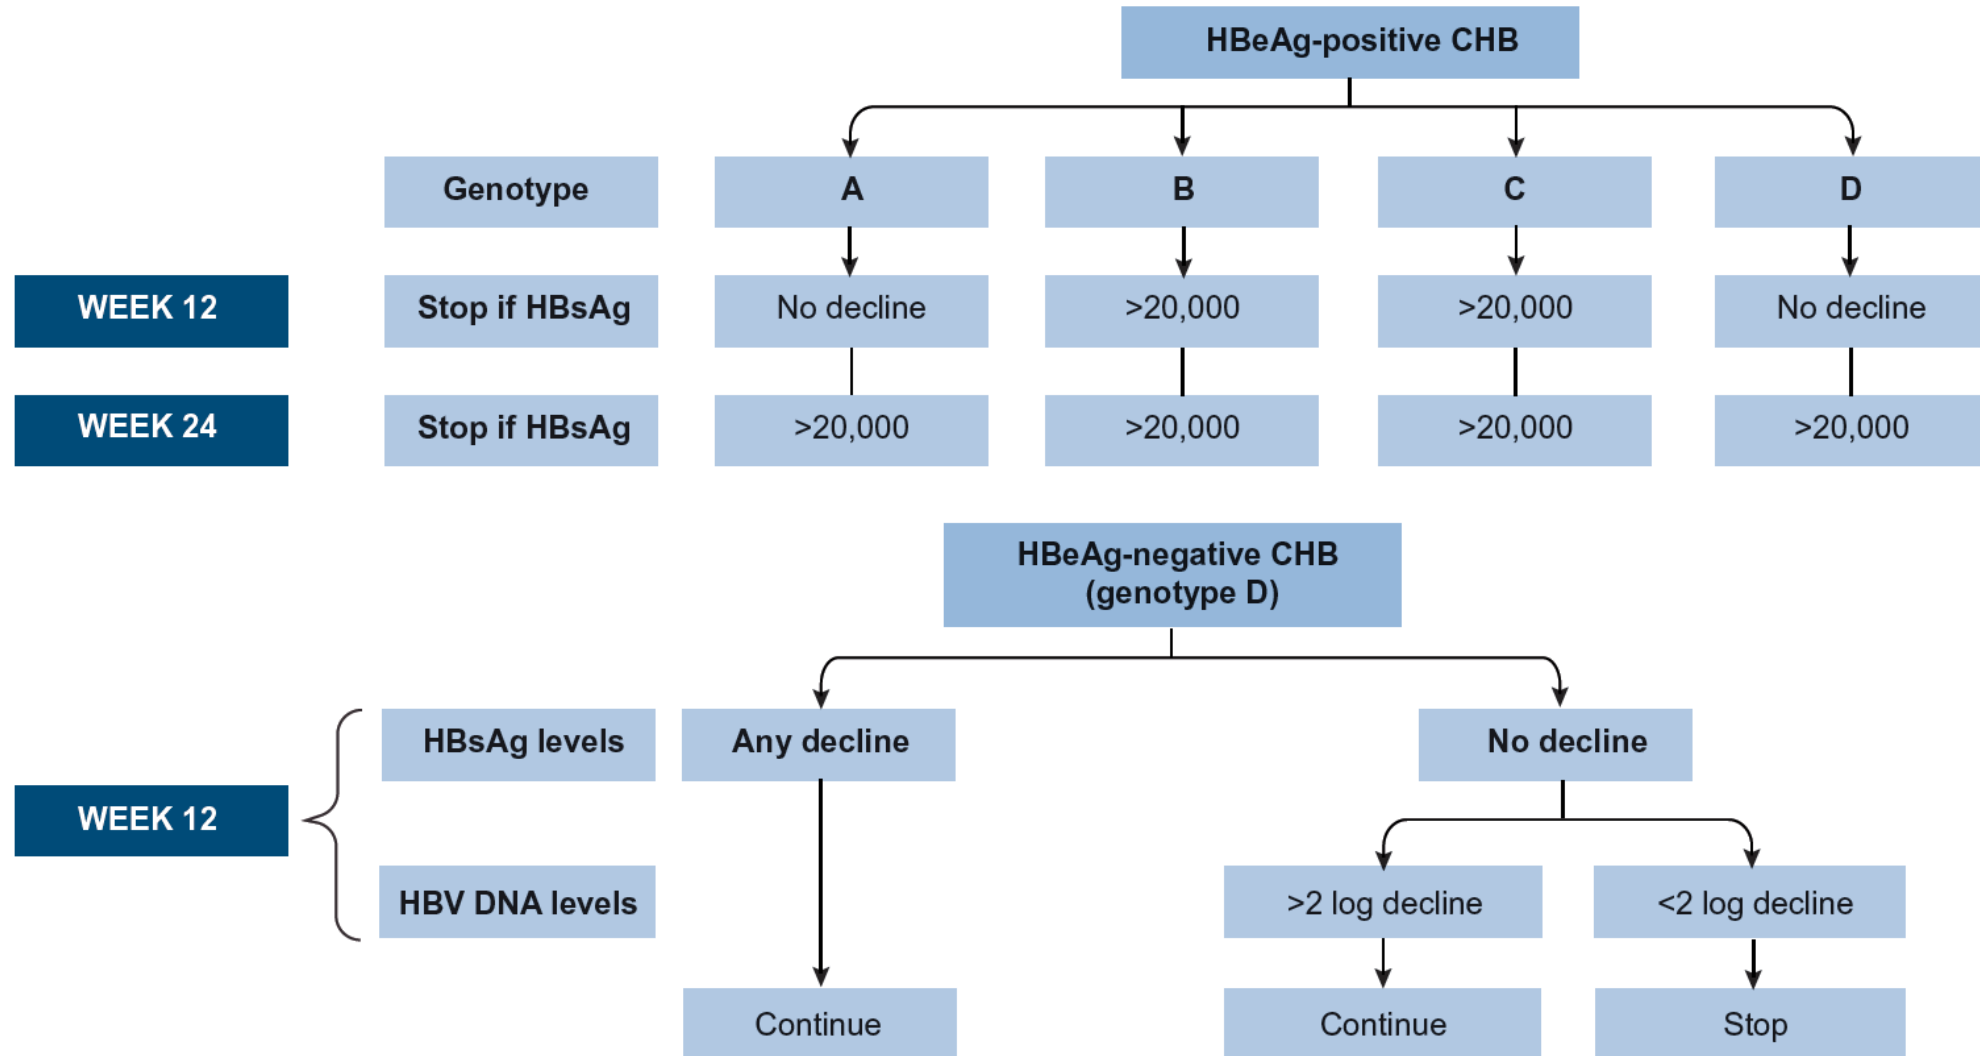 HBeAg-positive CHB
Genotype A B C D
WEEK 12 Stop if HBsAg No decline >20,000 >20,000 No decline
WEEK 24 Stop if HBsAg >20,000 >20,000 >20,000 >20,000
HBeAg-negative CHB
(genotype D)
HBsAg levels Any decline No decline
WEEK 12
HBV DNA levels >2 log decline <2 log decline
Continue Continue Stop